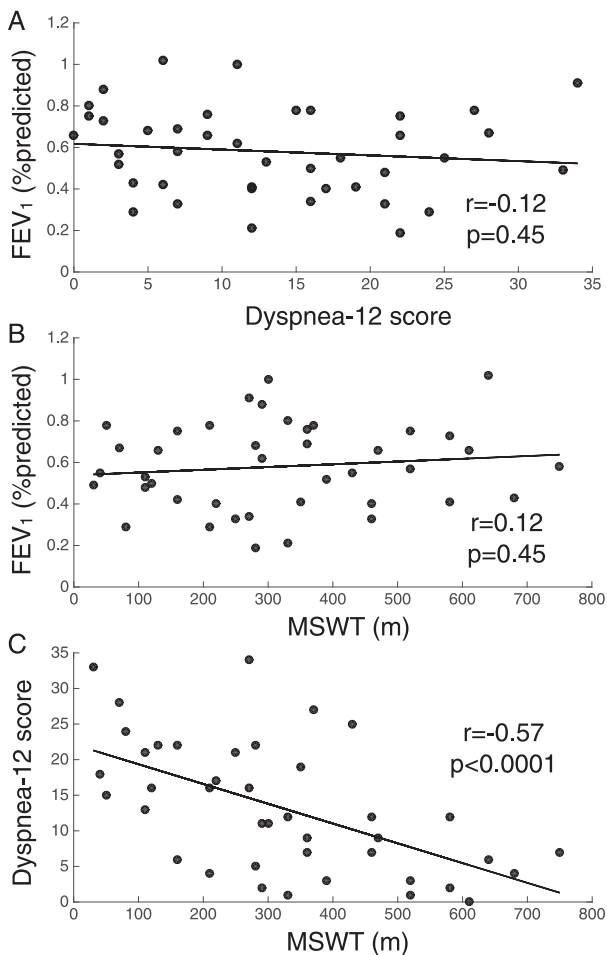 A
FEV₁ (%predicted)
1.2
1
0.8
0.6
0.4
0.2
0
r=-0.12
p=0.45
0 5 10 15 20 25 30 35
Dyspnea-12 score
B
FEV₁ (%predicted)
1.2
1
0.8
0.6
0.4
0.2
0
r=0.12
p=0.45
0 100 200 300 400 500 600 700 800
MSWT (m)
C
Dyspnea-12 score
35
30
25
20
15
10
5
0
r=-0.57
p<0.0001
0 100 200 300 400 500 600 700 800
MSWT (m)